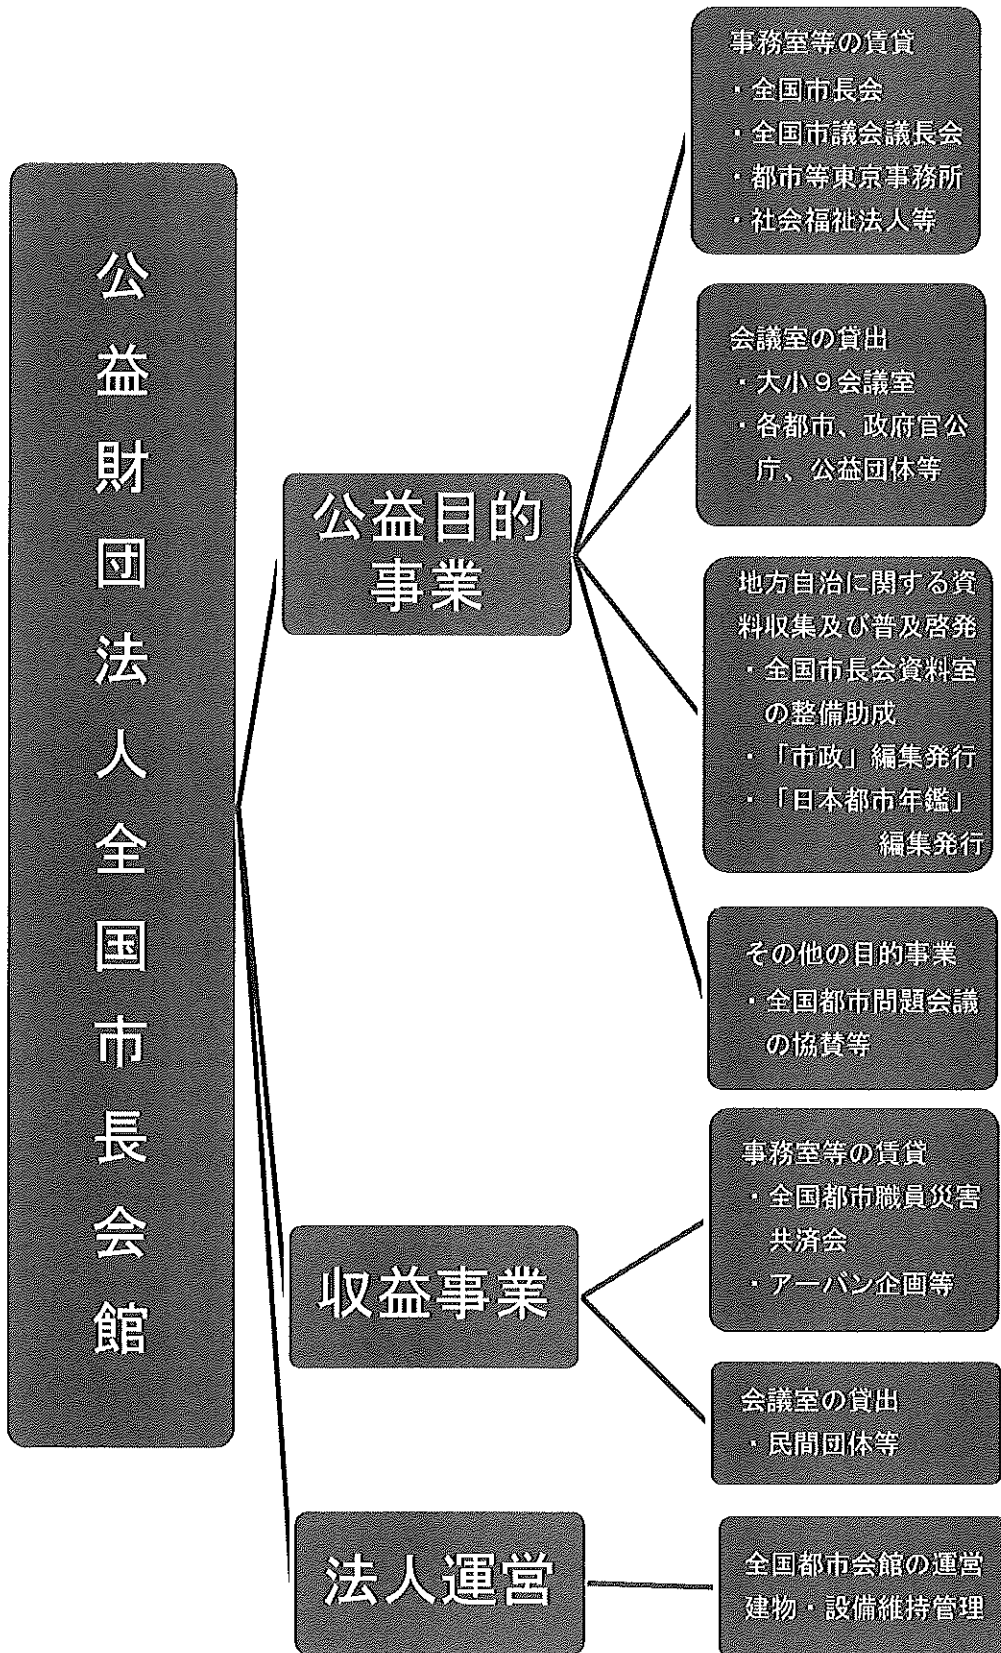 公益財団法人全国市長会館
公益目的
事業
事務室等の賃貸
・全国市長会
・全国市議会議長会
・都市等東京事務所
・社会福祉法人等
会議室の貸出
・大小9会議室
・各都市、政府官公
庁、公益団体等
地方自治に関する資
料収集及び普及啓発
・全国市長会資料室
の整備助成
・「市政」編集発行
・「日本都市年鑑」
編集発行
その他の目的事業
・全国都市問題会議
の協賛等
収益事業
事務室等の賃貸
・全国都市職員災害
共済会
・アーバン企画等
会議室の貸出
・民間団体等
法人運営
全国都市会館の運営
建物・設備維持管理